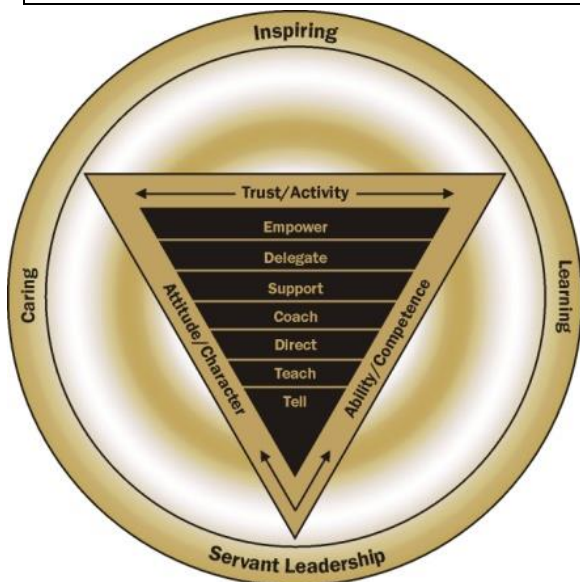 Inspiring
Trust/Activity
Empower
Delegate
Support
Coach
Direct
Teach
Tell
Attitude/Character
Ability/Competence
Caring
Learning
Servant Leadership